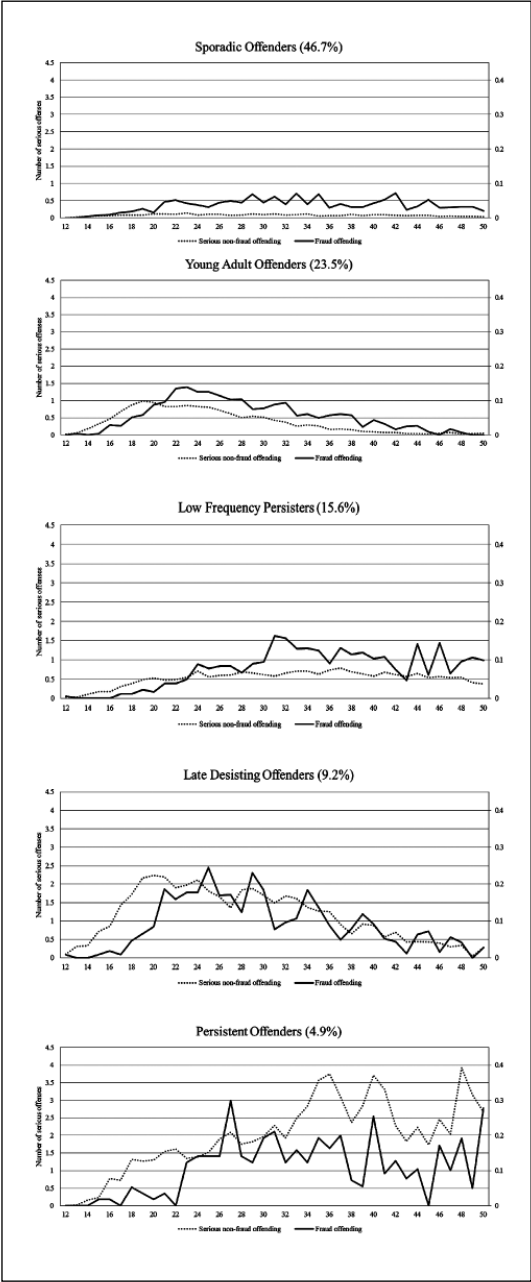 Sporadic Offenders (46.7%)
Number of serious offenses
4.5
4 0.4
3.5
3 0.3
2.5
2 0.2
1.5
1 0.1
0.5
0 0
12 14 16 18 20 22 24 26 28 30 32 34 36 38 40 42 44 46 48 50
Serious non-fraud offending Fraud offending
Young Adult Offenders (23.5%)
Number of serious offenses
4.5
4 0.4
3.5
3 0.3
2.5
2 0.2
1.5
1 0.1
0.5
0 0
12 14 16 18 20 22 24 26 28 30 32 34 36 38 40 42 44 46 48 50
Serious non-fraud offending Fraud offending
Low Frequency Persisters (15.6%)
Number of serious offenses
4.5
4 0.4
3.5
3 0.3
2.5
2 0.2
1.5
1 0.1
0.5
0 0
12 14 16 18 20 22 24 26 28 30 32 34 36 38 40 42 44 46 48 50
Serious non-fraud offending Fraud offending
Late Desisting Offenders (9.2%)
Number of serious offenses
4.5
4 0.4
3.5
3 0.3
2.5
2 0.2
1.5
1 0.1
0.5
0 0
12 14 16 18 20 22 24 26 28 30 32 34 36 38 40 42 44 46 48 50
Serious non-fraud offending Fraud offending
Persistent Offenders (4.9%)
Number of serious offenses
4.5
4 0.4
3.5
3 0.3
2.5
2 0.2
1.5
1 0.1
0.5
0 0
12 14 16 18 20 22 24 26 28 30 32 34 36 38 40 42 44 46 48 50
Serious non-fraud offending Fraud offending